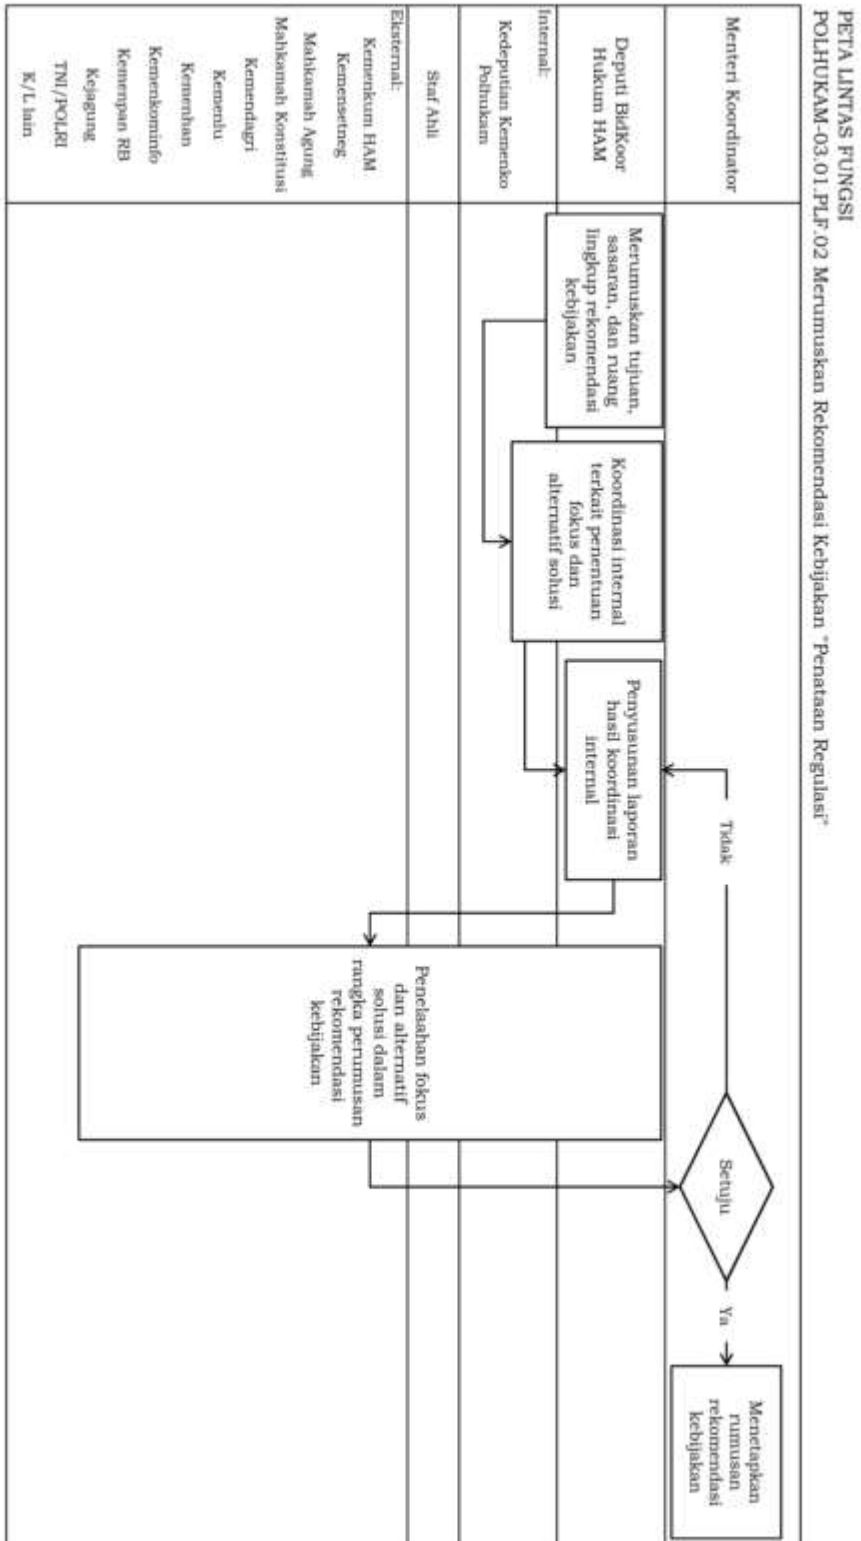 PETA LINTAS FUNGSI
POLHUKAM-03.01.PLF.02 Merumuskan Rekomendasi Kebijakan "Penataan Regulasi"
Menteri Koordinator
Tidak
Setuju
Ya
Menetapkan
rumusan
rekomendasi
kebijakan
Deputi BidKoor
Hukum HAM
Merumuskan tujuan,
sasaran, dan ruang
lingkup rekomendasi
kebijakan
Koordinasi internal
terkait penentuan
fokus dan
alternatif solusi
Penyusunan laporan
hasil koordinasi
internal
Penelaahan fokus
dan alternatif
solusi dalam
rangka perumusan
rekomendasi
kebijakan
Internal:
Kedeputian Kemenko
Polhukam
Staf Ahli
Eksternal:
Kemenkum HAM
Kemensetneg
Mahkamah Agung
Mahkamah Konstitusi
Kemendagri
Kemenlu
Kemenhan
Kemenkominfo
Kemenpan RB
Kejagung
TNI/POLRI
K/L lain